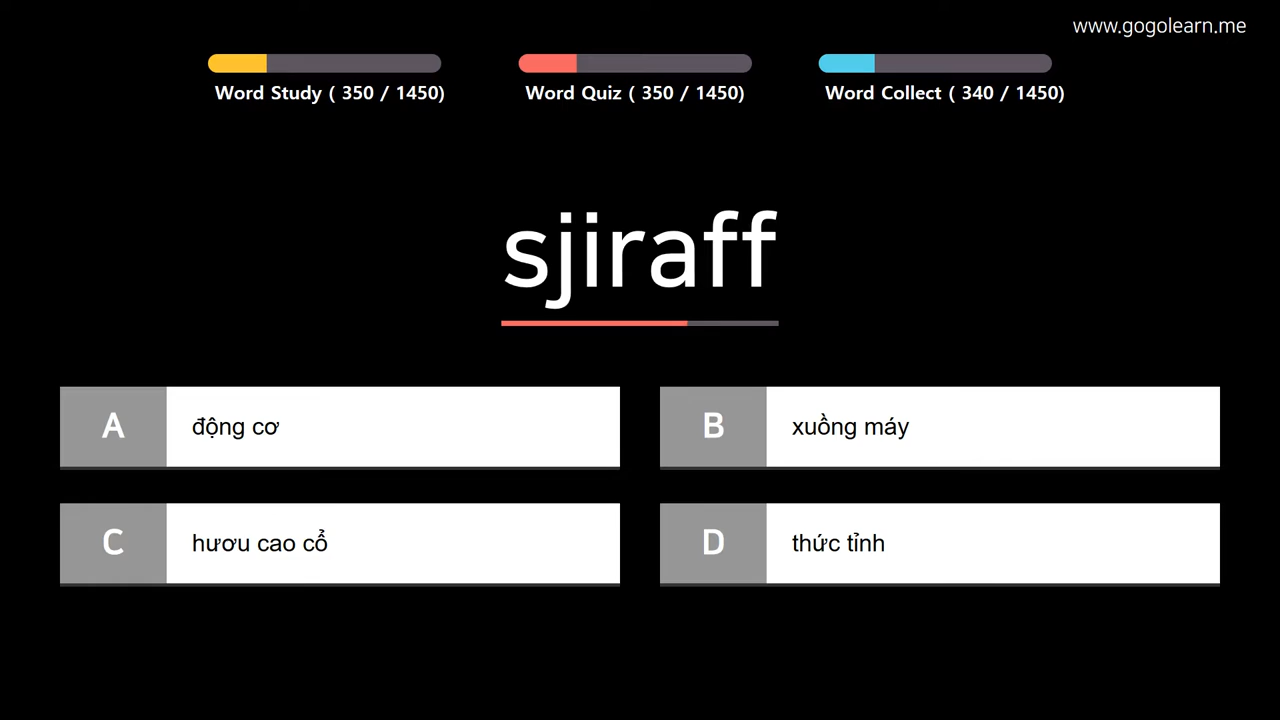 www.gogolearn.me
Word Study ( 350 / 1450)
Word Quiz ( 350 / 1450)
Word Collect ( 340 / 1450)
sjiraff
A động cơ
B xuồng máy
C hươu cao cổ
D thức tỉnh